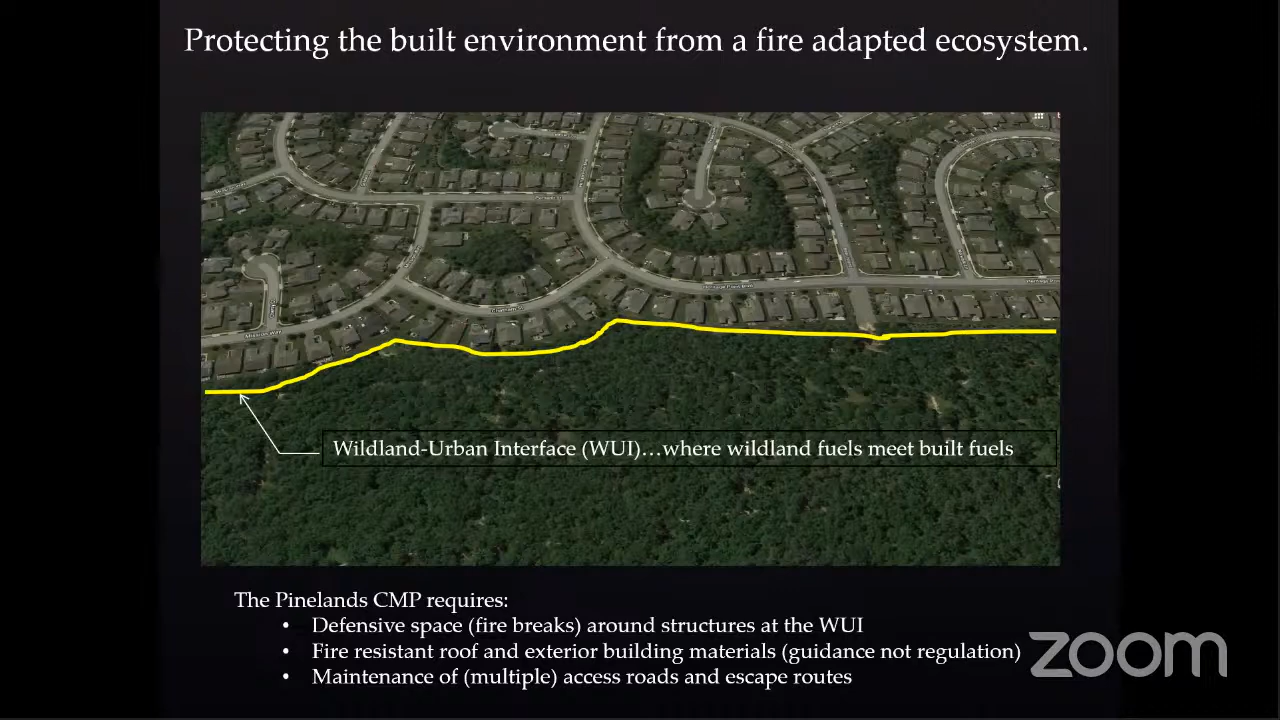 Protecting the built environment from a fire adapted ecosystem.
Mission Way
Wildland-Urban Interface (WUI)…where wildland fuels meet built fuels
The Pinelands CMP requires:
• Defensive space (fire breaks) around structures at the WUI
• Fire resistant roof and exterior building materials (guidance not regulation)
• Maintenance of (multiple) access roads and escape routes
zoom